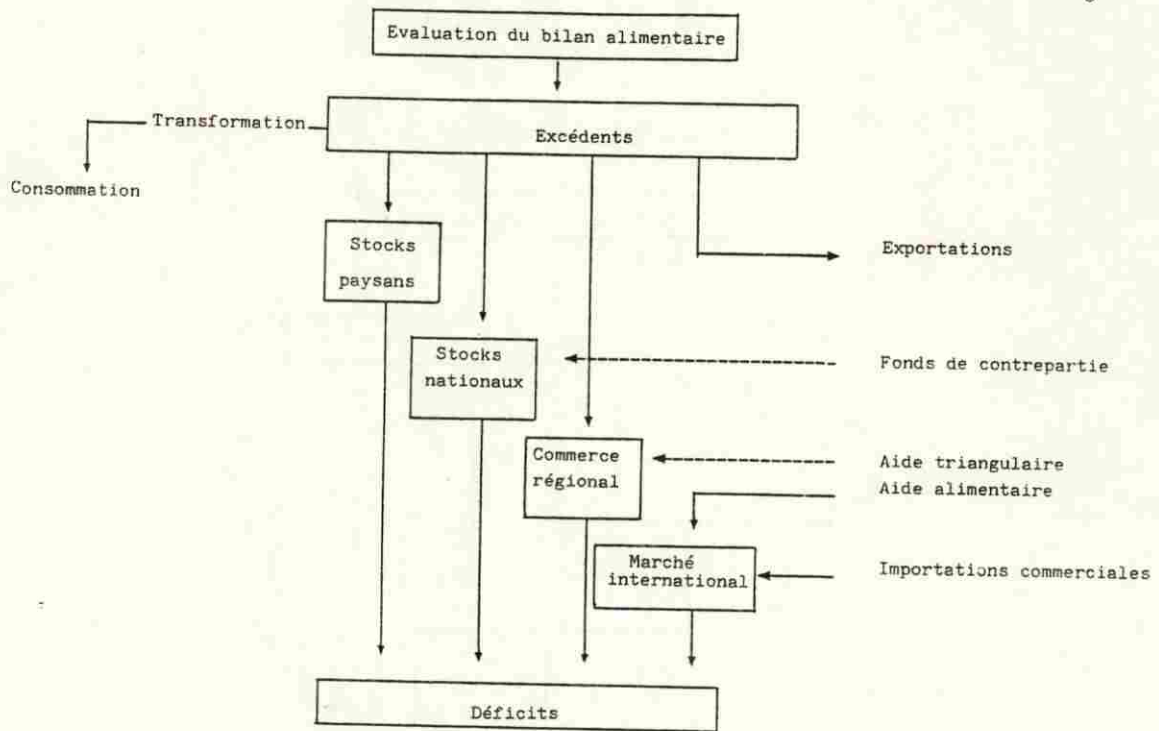 Evaluation du bilan alimentaire
Transformation
Excédents
Consommation
Stocks
paysans
Exportations
Stocks
nationaux
Fonds de contrepartie
Commerce
régional
Aide triangulaire
Aide alimentaire
Marché
international
Importations commerciales
Déficits